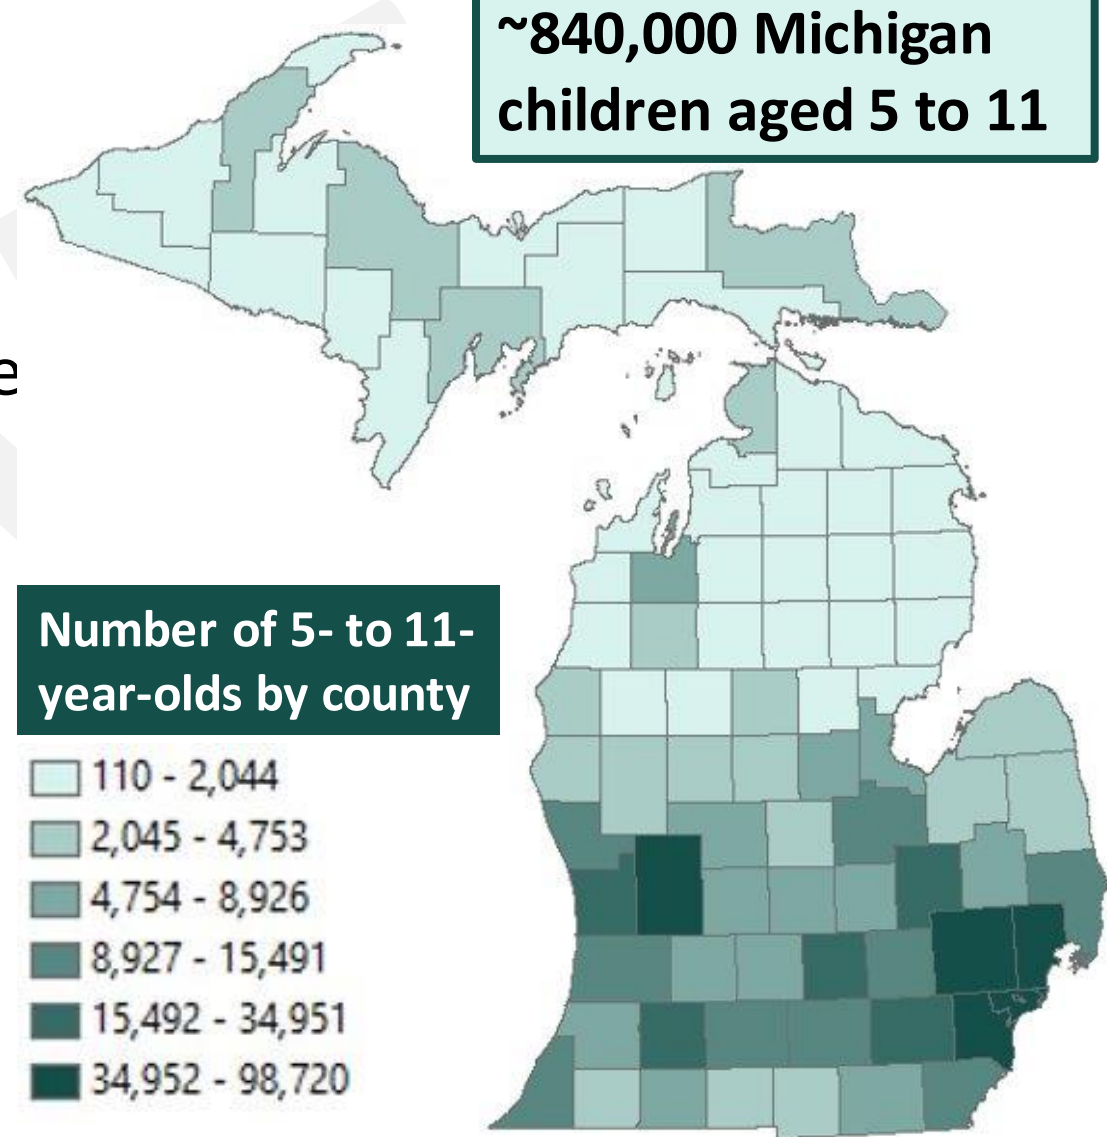 ~840,000 Michigan
children aged 5 to 11
e
Number of 5- to 11-
year-olds by county
110 - 2,044
2,045 - 4,753
4,754 - 8,926
8,927 - 15,491
15,492 - 34,951
34,952 - 98,720